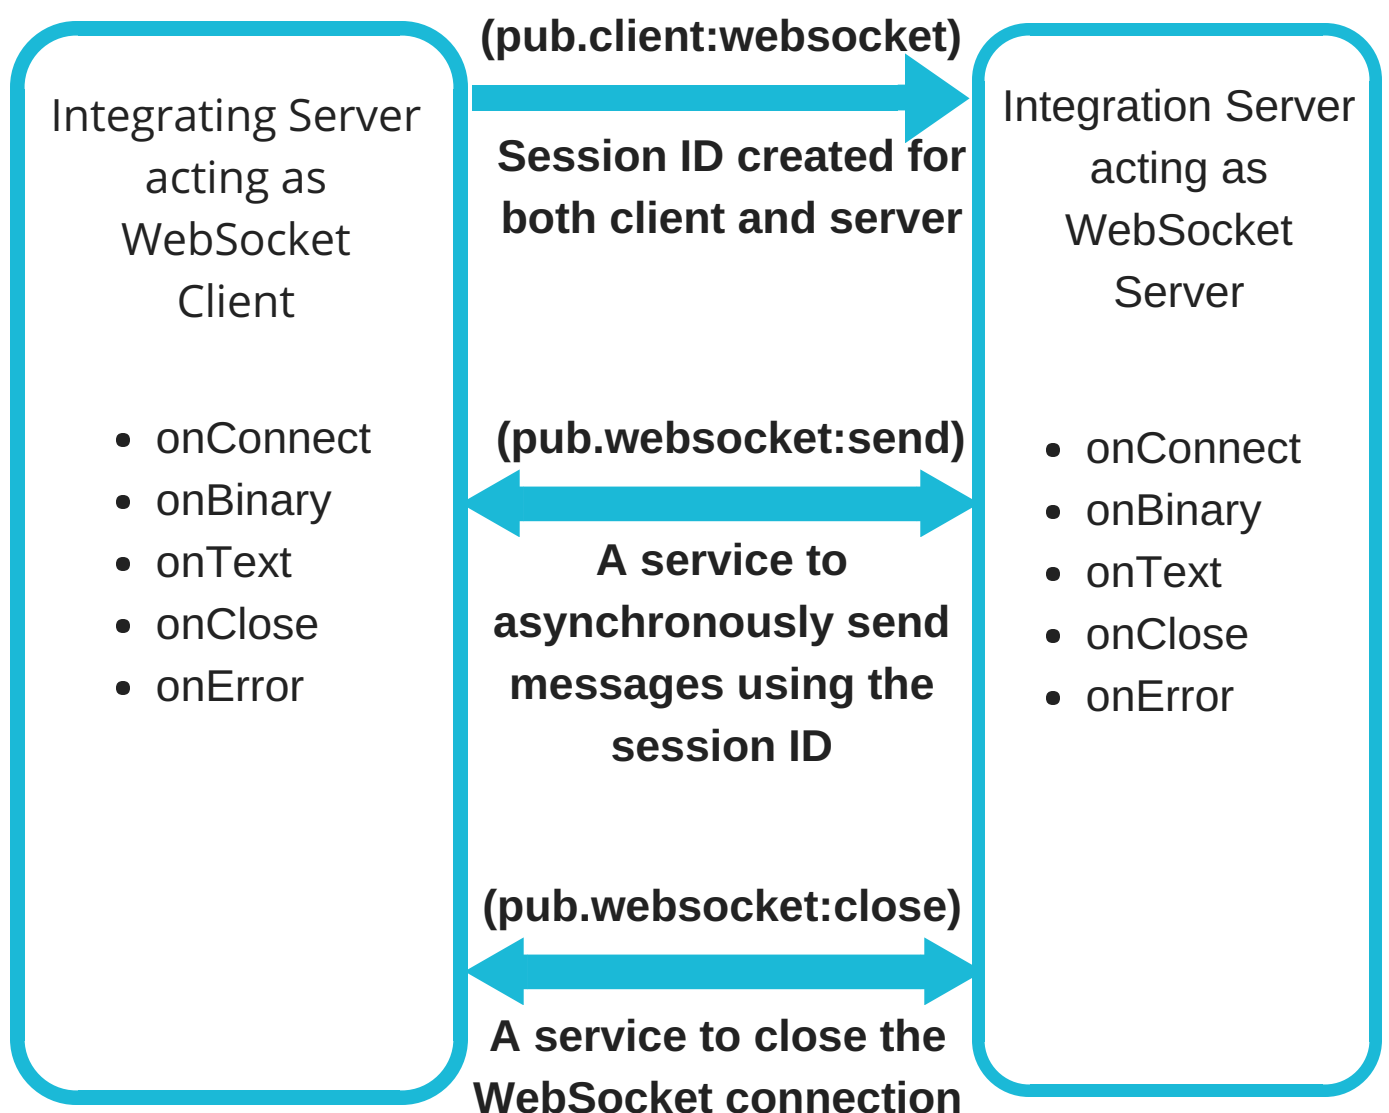 Integrating Server
acting as
WebSocket
Client
• onConnect
• onBinary
• onText
• onClose
• onError
(pub.client:websocket)
Session ID created for
both client and server
(pub.websocket:send)
A service to
asynchronously send
messages using the
session ID
(pub.websocket:close)
A service to close the
WebSocket connection
Integration Server
acting as
WebSocket
Server
• onConnect
• onBinary
• onText
• onClose
• onError